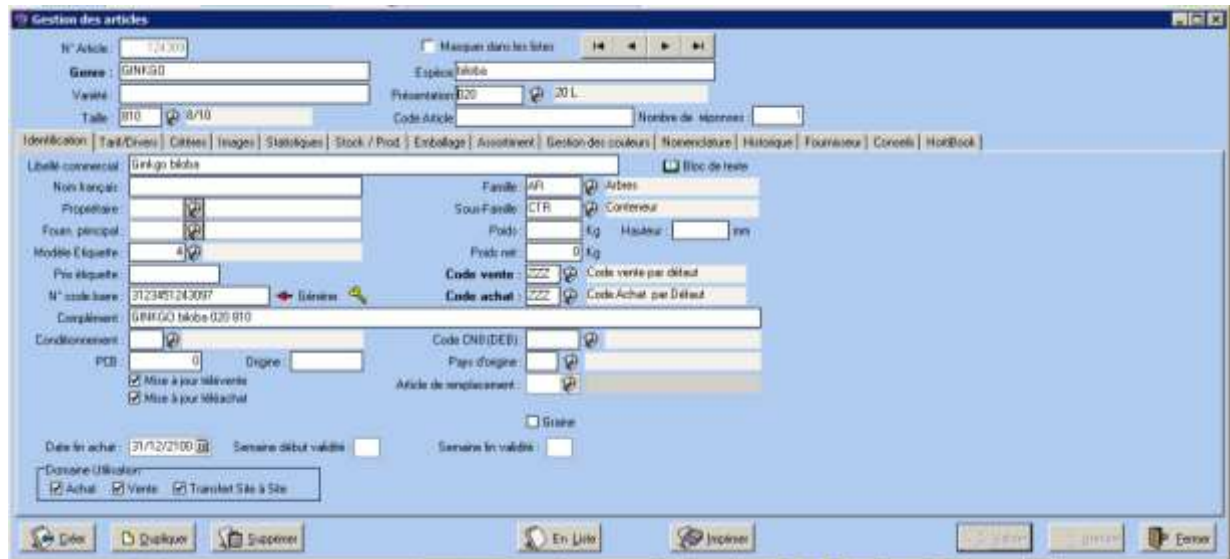 Gestion des articles
N° Article : 124309 Masquer dans les listes
Genre : GINKGO Espèce biloba
Variété Présentation 020 20 L
Taille 810 8/10 Code Article Nombre de réponses : 1
Identification Tarif/Divers Critères Images Statistiques Stock / Prod. Emballage Assortiment Gestion des couleurs Nomenclature Historique Fournisseur Conseils HortiBook
Libellé commercial : Ginkgo biloba Bloc de texte
Nom français : Famille : AR Arbres
Propriétaire : Sous-Famille : CTR Conteneur
Fourn. principal : Poids : Kg Hauteur : mm
Modèle Etiquette : 4 Poids net : 0 Kg
Prix étiquette : Code vente : ZZZ Code vente par défaut
N° code barre : 3123451243097 Générer Code achat : ZZZ Code Achat par Défaut
Complément : GINKGO biloba 020 810
Conditionnement : Code CN8(DEB) :
PCB : 0 Origine : Pays d'origine :
Mise à jour télévente Article de remplacement :
Mise à jour téléachat
Graine
Date fin achat : 31/12/2100 Semaine début validité : Semaine fin validité :
Domaine Utilisation
Achat Vente Transfert Site à Site
Créer Dupliquer Supprimer En Liste Imprimer Fermer